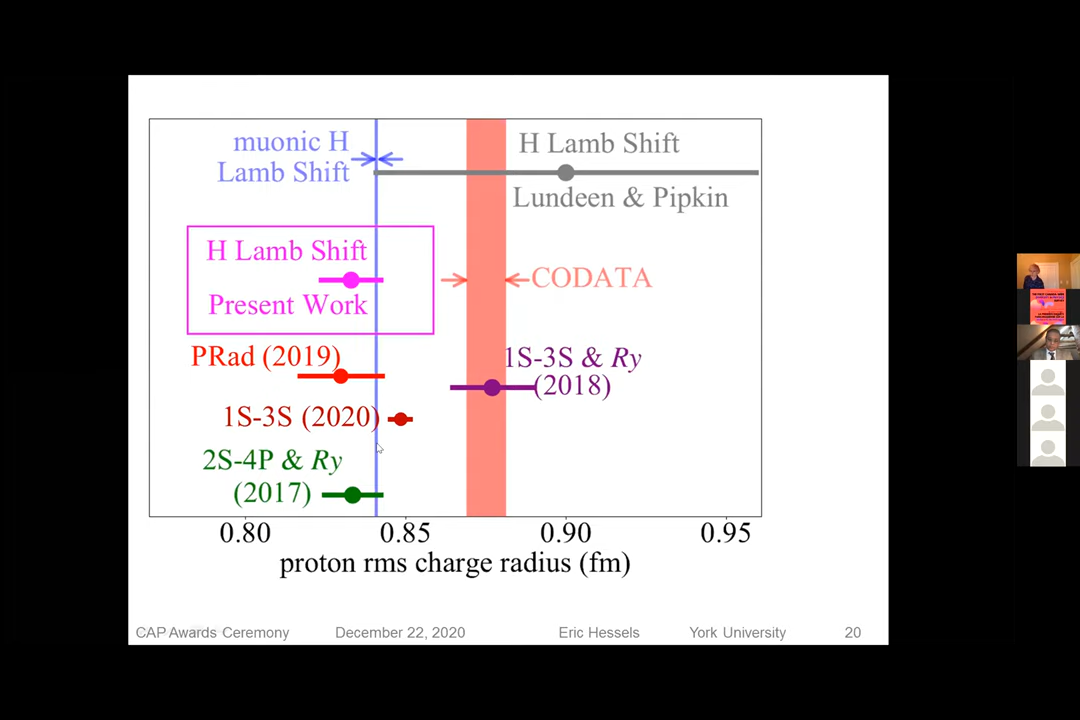 muonic H
Lamb Shift
H Lamb Shift
Lundeen & Pipkin
H Lamb Shift
Present Work
CODATA
PRad (2019)
1S-3S & Ry
(2018)
1S-3S (2020)
2S-4P & Ry
(2017)
0.80 0.85 0.90 0.95
proton rms charge radius (fm)
CAP Awards Ceremony December 22, 2020 Eric Hessels York University 20